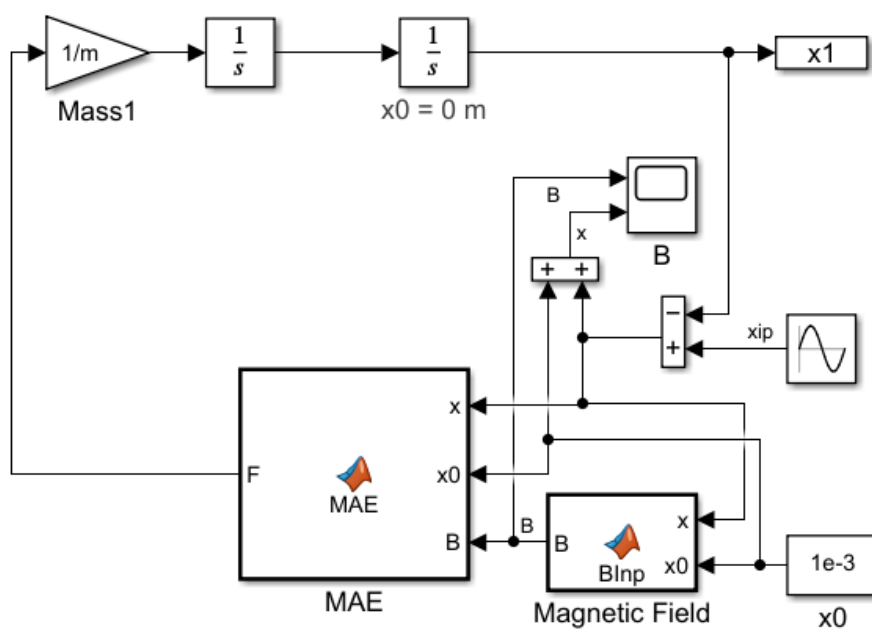 1/m
Mass1
1
s
1
s
x0 = 0 m
x1
B
x
B
+ +
−
+
xip
x
x0
B
F
MAE
MAE
B
B
x
x0
BInp
Magnetic Field
1e-3
x0